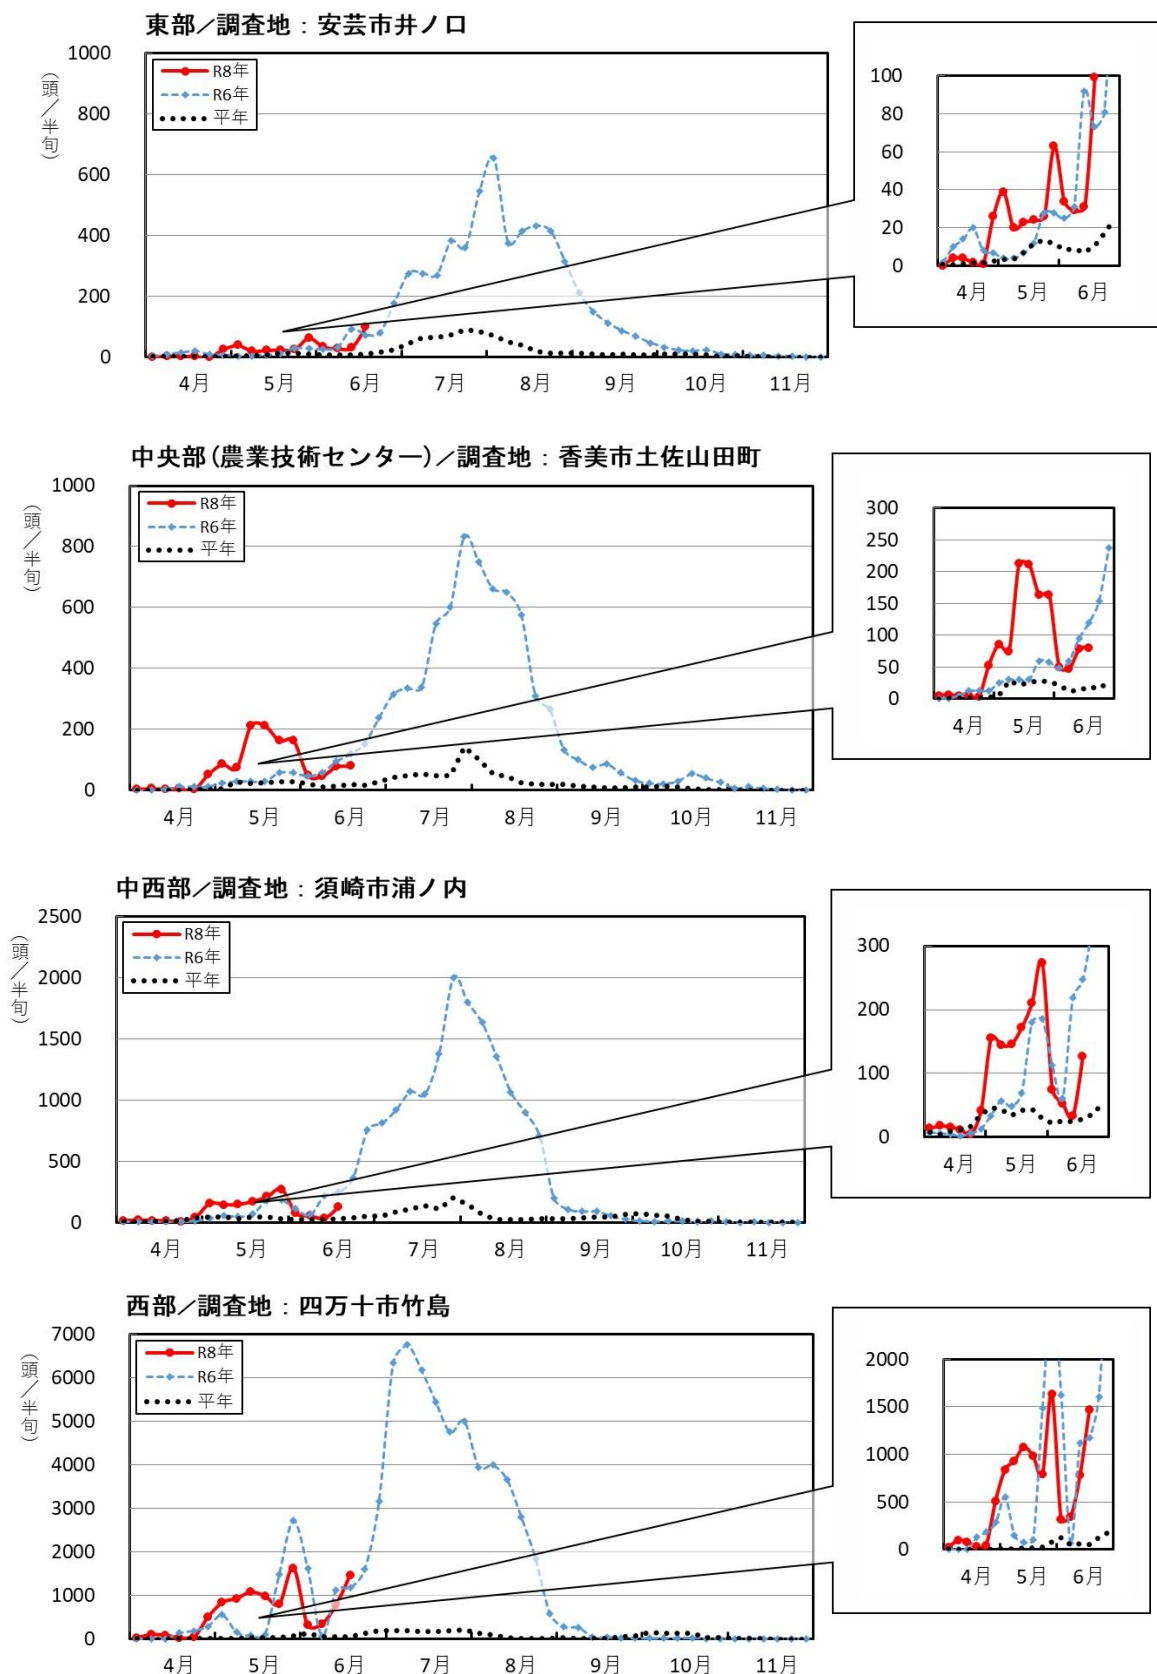 東部／調査地：安芸市井ノ口
(頭／半旬)
1000
800
600
400
200
0
R8年
R6年
平年
4月 5月 6月 7月 8月 9月 10月 11月
100
80
60
40
20
0
4月 5月 6月
中央部(農業技術センター)／調査地：香美市土佐山田町
(頭／半旬)
1000
800
600
400
200
0
R8年
R6年
平年
4月 5月 6月 7月 8月 9月 10月 11月
300
250
200
150
100
50
0
4月 5月 6月
中西部／調査地：須崎市浦ノ内
(頭／半旬)
2500
2000
1500
1000
500
0
R8年
R6年
平年
4月 5月 6月 7月 8月 9月 10月 11月
300
200
100
0
4月 5月 6月
西部／調査地：四万十市竹島
(頭／半旬)
7000
6000
5000
4000
3000
2000
1000
0
R8年
R6年
平年
4月 5月 6月 7月 8月 9月 10月 11月
2000
1500
1000
500
0
4月 5月 6月